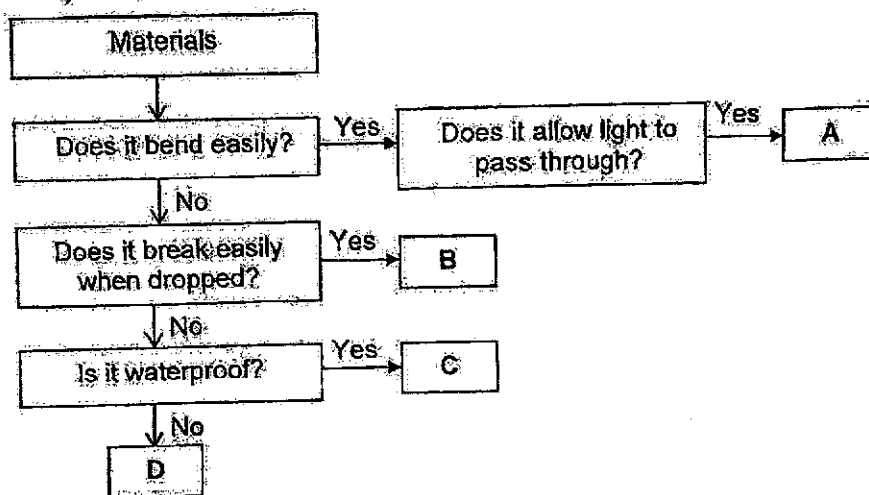 Materials
Does it bend easily?
Yes
Does it allow light to
pass through?
Yes
A
No
Does it break easily
when dropped?
Yes
B
No
Is it waterproof?
Yes
C
No
D